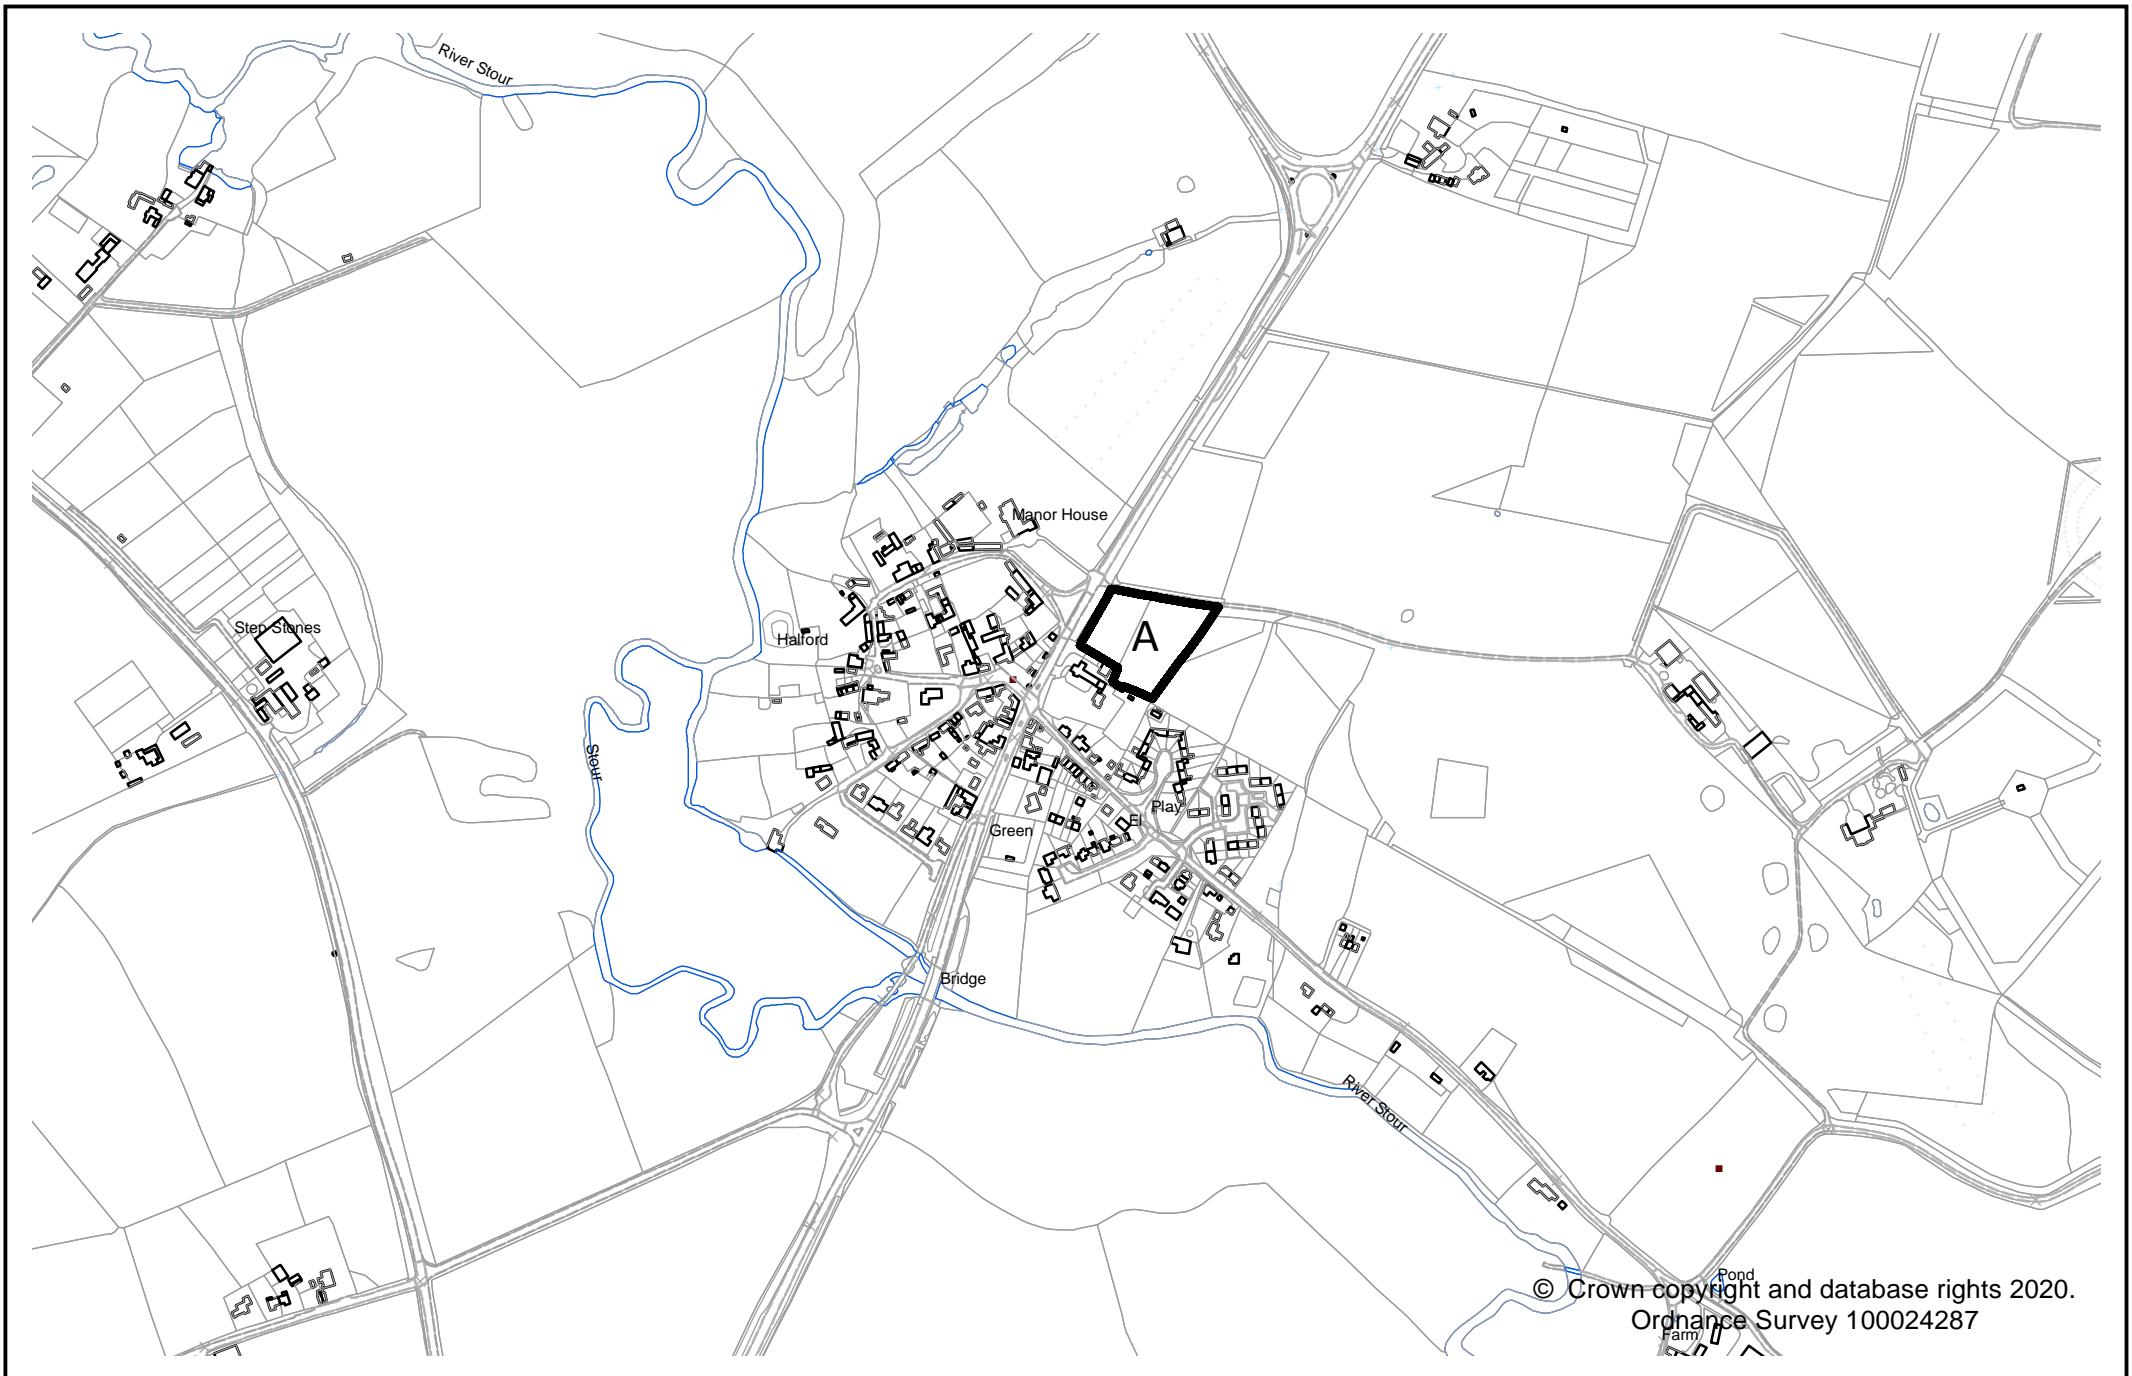 River Stour
Manor House
Step Stones
Halford
A
Stour
Play
El
Green
Bridge
River Stour
Pond
© Crown copyright and database rights 2020.
Ordnance Survey 100024287
Farm